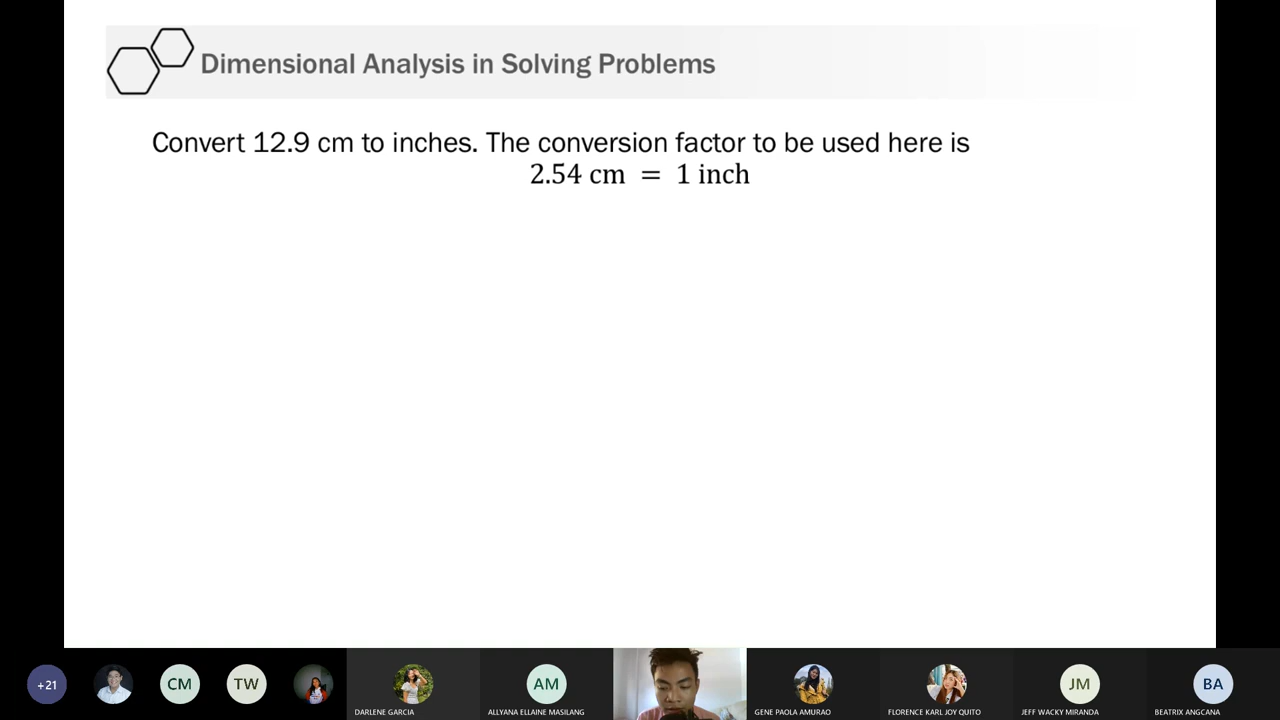 Dimensional Analysis in Solving Problems
Convert 12.9 cm to inches. The conversion factor to be used here is
2.54 cm = 1 inch
+21
CM
TW
DARLENE GARCIA
AM
ALLYANA ELLAINE MASILANG
GENE PAOLA AMURAO
FLORENCE KARL JOY QUITO
JM
JEFF WACKY MIRANDA
BA
BEATRIX ANGCANA